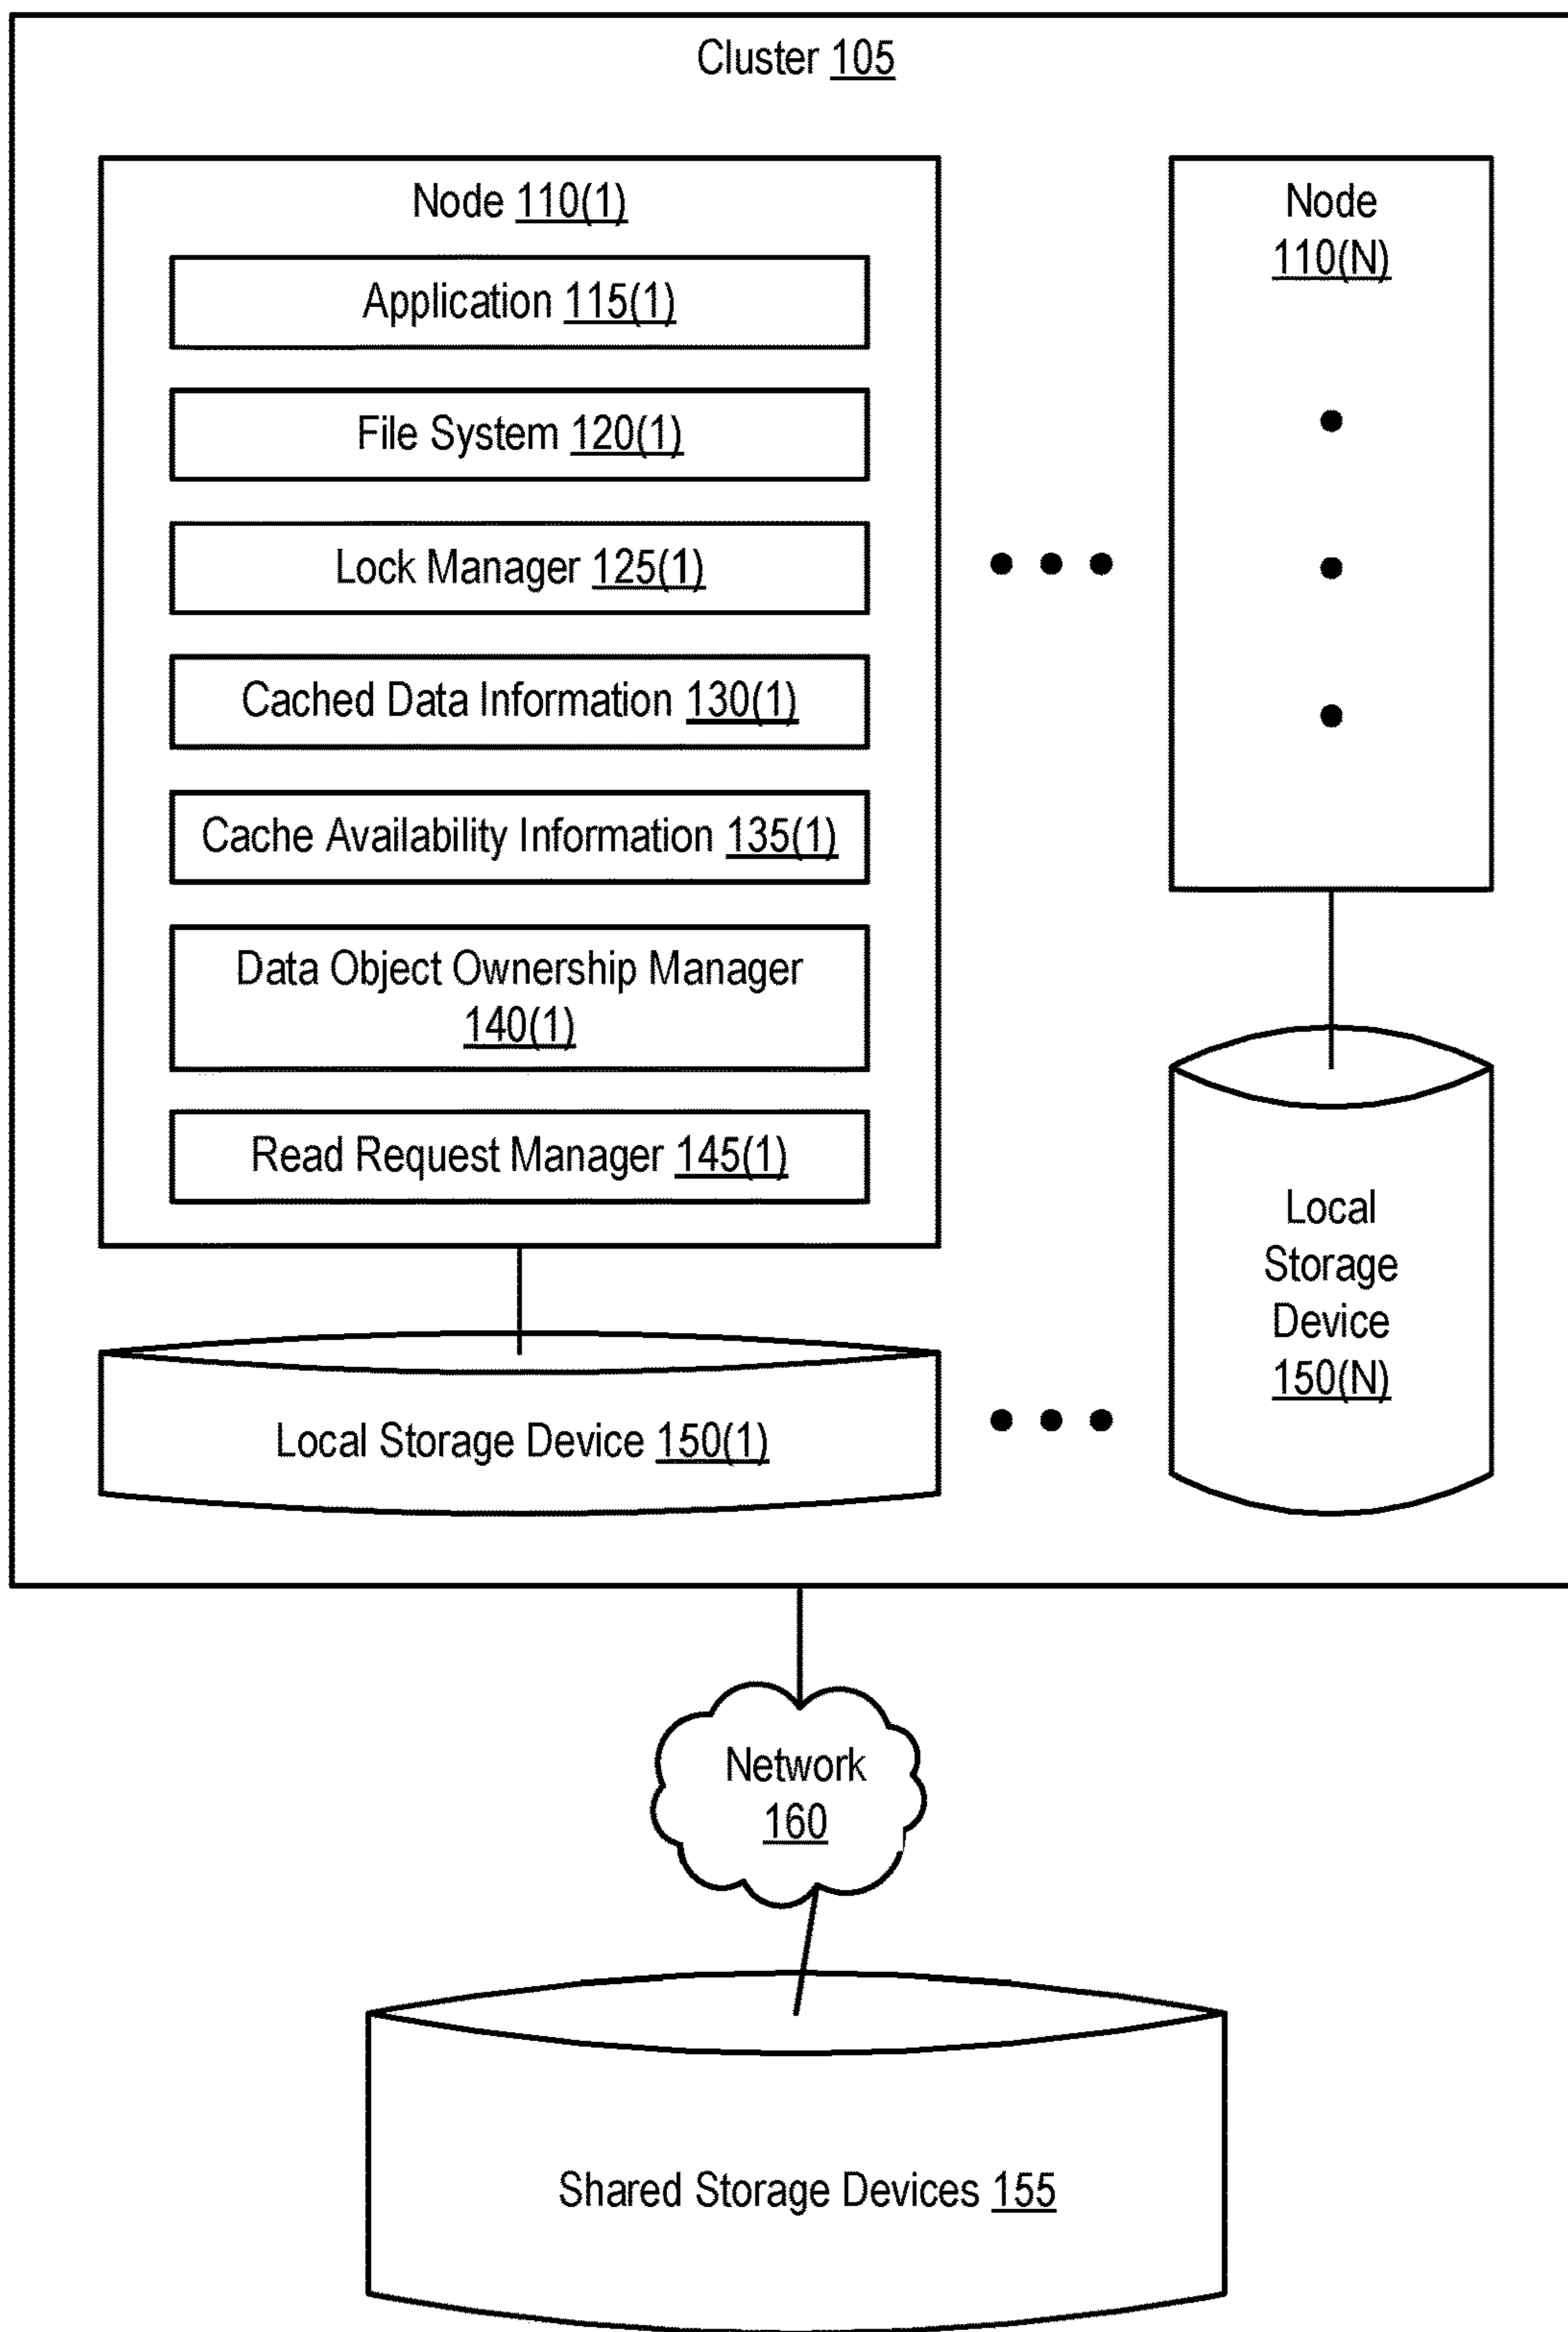 Cluster 105
Node 110(1)
Application 115(1)
File System 120(1)
Lock Manager 125(1)
Cached Data Information 130(1)
Cache Availability Information 135(1)
Data Object Ownership Manager
140(1)
Read Request Manager 145(1)
Local Storage Device 150(1)
Node
110(N)
Local
Storage
Device
150(N)
Network
160
Shared Storage Devices 155